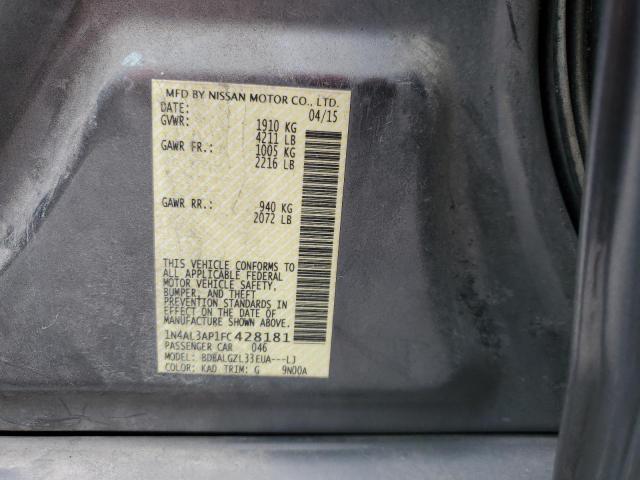 MFD BY NISSAN MOTOR CO., LTD.
DATE: 04/15
GVWR: 1910 KG
4211 LB
GAWR FR.: 1005 KG
2216 LB
GAWR RR.: 940 KG
2072 LB
THIS VEHICLE CONFORMS TO
ALL APPLICABLE FEDERAL
MOTOR VEHICLE SAFETY,
BUMPER, AND THEFT
PREVENTION STANDARDS IN
EFFECT ON THE DATE OF
MANUFACTURE SHOWN ABOVE.
1N4AL3AP1FC428181
PASSENGER CAR 046
MODEL: BDBALGZL33EUA---LJ
COLOR: KAD TRIM: G 9N00A